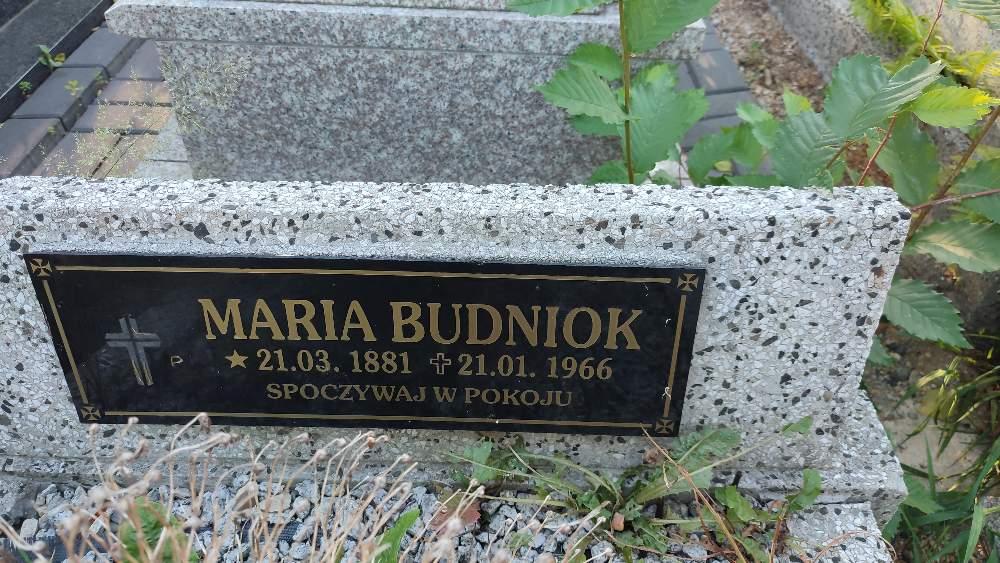 MARIA BUDNIOK
21.03. 1881 21.01. 1966
SPOCZYWAJ W POKOJU